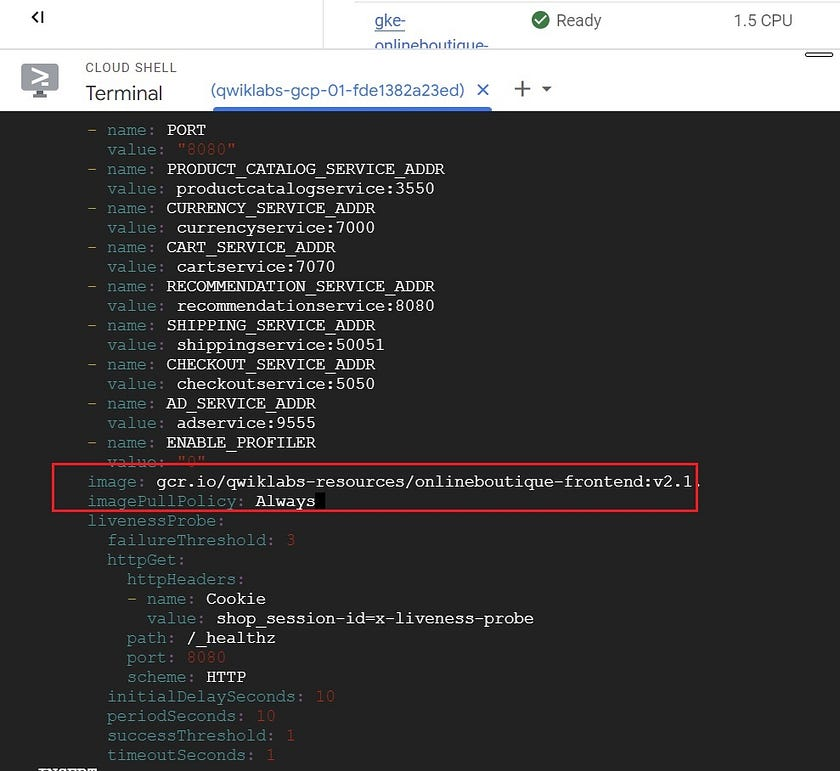 gke-
onlineboutique-
Ready
1.5 CPU
CLOUD SHELL
Terminal
(qwiklabs-gcp-01-fde1382a23ed)
- name: PORT
value: "8080"
- name: PRODUCT_CATALOG_SERVICE_ADDR
value: productcatalogservice:3550
- name: CURRENCY_SERVICE_ADDR
value: currencyservice:7000
- name: CART_SERVICE_ADDR
value: cartservice:7070
- name: RECOMMENDATION_SERVICE_ADDR
value: recommendationservice:8080
- name: SHIPPING_SERVICE_ADDR
value: shippingservice:50051
- name: CHECKOUT_SERVICE_ADDR
value: checkoutservice:5050
- name: AD_SERVICE_ADDR
value: adservice:9555
- name: ENABLE_PROFILER
value: "0"
image: gcr.io/qwiklabs-resources/onlineboutique-frontend:v2.1.
imagePullPolicy: Always
livenessProbe:
failureThreshold: 3
httpGet:
httpHeaders:
- name: Cookie
value: shop_session-id=x-liveness-probe
path: /_healthz
port: 8080
scheme: HTTP
initialDelaySeconds: 10
periodSeconds: 10
successThreshold: 1
timeoutSeconds: 1
INSERT